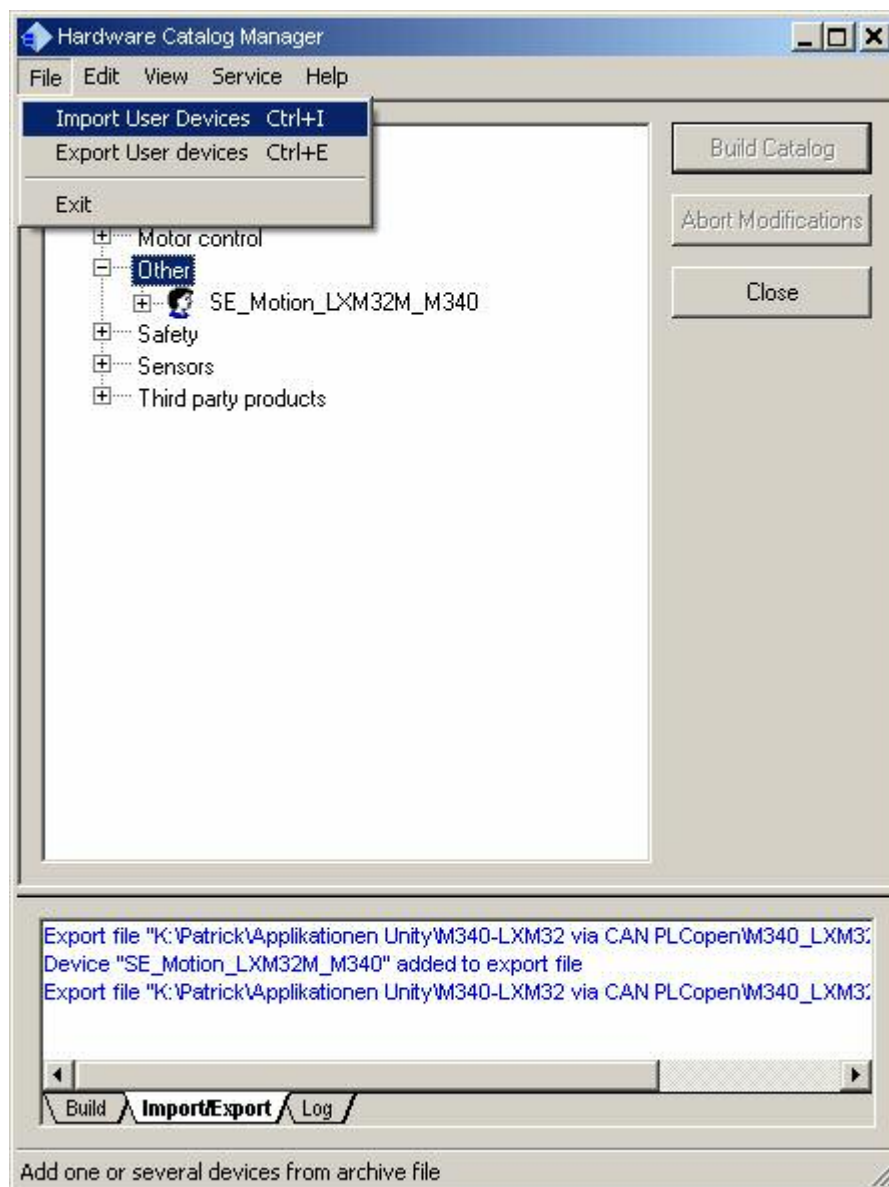 Hardware Catalog Manager
File Edit View Service Help
Import User Devices Ctrl+I
Export User devices Ctrl+E
Exit
Build Catalog
Abort Modifications
Close
Motor control
Other
SE_Motion_LXM32M_M340
Safety
Sensors
Third party products
Export file "K:\Patrick\Applikationen Unity\M340-LXM32 via CAN PLCopen\M340_LXM32
Device "SE_Motion_LXM32M_M340" added to export file
Export file "K:\Patrick\Applikationen Unity\M340-LXM32 via CAN PLCopen\M340_LXM32
Build Import/Export Log
Add one or several devices from archive file